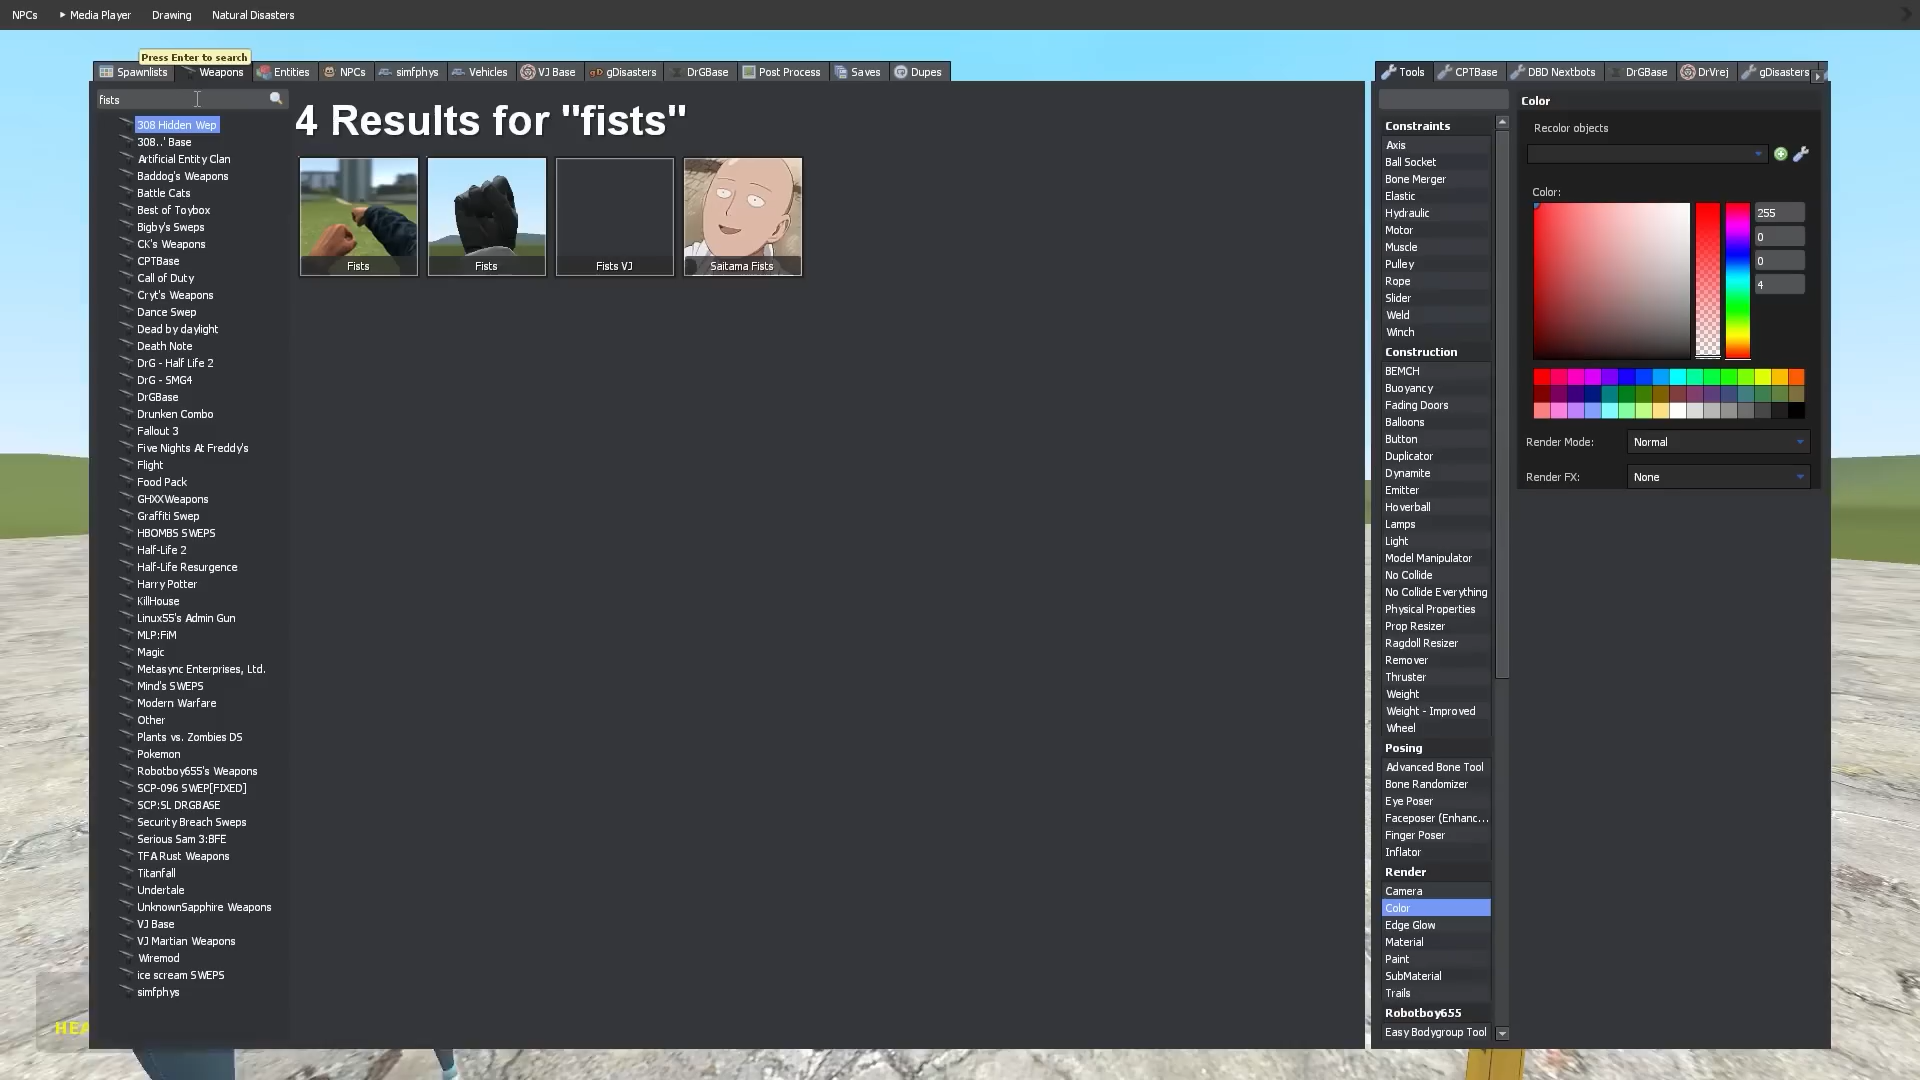 NPCs
Media Player
Drawing
Natural Disasters
Press Enter to search
Spawnlists
Weapons
Entities
NPCs
simfphys
Vehicles
VJ Base
gDisasters
DrGBase
Post Process
Saves
Dupes
fists
308 Hidden Wep
308..' Base
Artificial Entity Clan
Baddog's Weapons
Battle Cats
Best of Toybox
Bigby's Sweps
CK's Weapons
CPTBase
Call of Duty
Cryt's Weapons
Dance Swep
Dead by daylight
Death Note
DrG - Half Life 2
DrG - SMG4
DrGBase
Drunken Combo
Fallout 3
Five Nights At Freddy's
Flight
Food Pack
GHXXWeapons
Graffiti Swep
HBOMBS SWEPS
Half-Life 2
Half-Life Resurgence
Harry Potter
KillHouse
Linux55's Admin Gun
MLP:FiM
Magic
Metasync Enterprises, Ltd.
Mind's SWEPS
Modern Warfare
Other
Plants vs. Zombies DS
Pokemon
Robotboy655's Weapons
SCP-096 SWEP[FIXED]
SCP:SL DRGBASE
Security Breach Sweps
Serious Sam 3:BFE
TFA Rust Weapons
Titanfall
Undertale
UnknownSapphire Weapons
VJ Base
VJ Martian Weapons
Wiremod
ice scream SWEPS
simfphys
4 Results for "fists"
Fists
Fists
Fists VJ
Saitama Fists
Tools
CPTBase
DBD Nextbots
DrGBase
DrVrej
gDisasters
Constraints
Axis
Ball Socket
Bone Merger
Elastic
Hydraulic
Motor
Muscle
Pulley
Rope
Slider
Weld
Winch
Construction
BEMCH
Buoyancy
Fading Doors
Balloons
Button
Duplicator
Dynamite
Emitter
Hoverball
Lamps
Light
Model Manipulator
No Collide
No Collide Everything
Physical Properties
Prop Resizer
Ragdoll Resizer
Remover
Thruster
Weight
Weight - Improved
Wheel
Posing
Advanced Bone Tool
Bone Randomizer
Eye Poser
Faceposer (Enhanc...
Finger Poser
Inflator
Render
Camera
Color
Edge Glow
Material
Paint
SubMaterial
Trails
Robotboy655
Easy Bodygroup Tool
Color
Recolor objects
Color:
255
0
0
4
Render Mode:
Normal
Render FX:
None